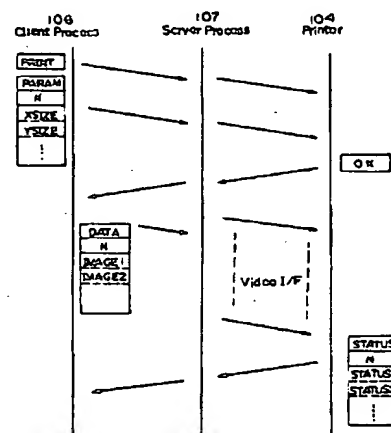 106 107 104
Client Process Server Process Printer
PRINT
PARAM
N
XSIZE
YSIZE
OK
DATA
N
IMAGE1
IMAGE2
Video I/F
STATUS
N
STATUS
STATUS